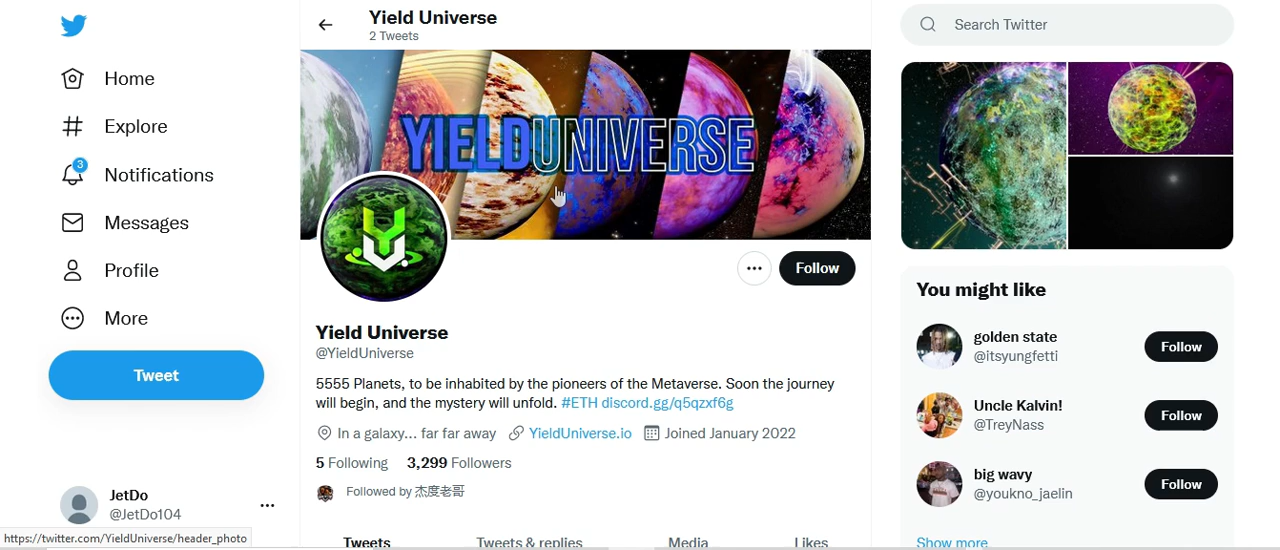 Yield Universe
2 Tweets
Search Twitter
Home
Explore
3
Notifications
Messages
Profile
More
Tweet
JetDo
@JetDo104
https://twitter.com/YieldUniverse/header_photo
YIELDUNIVERSE
Follow
Yield Universe
@YieldUniverse
5555 Planets, to be inhabited by the pioneers of the Metaverse. Soon the journey
will begin, and the mystery will unfold. #ETH discord.gg/q5qzxf6g
In a galaxy... far far away YieldUniverse.io Joined January 2022
5 Following 3,299 Followers
Followed by 杰度老哥
Tweets Tweets & replies Media Likes
You might like
golden state
@itsyungfetti
Follow
Uncle Kalvin!
@TreyNass
Follow
big wavy
@youkno_jaelin
Follow
Show more